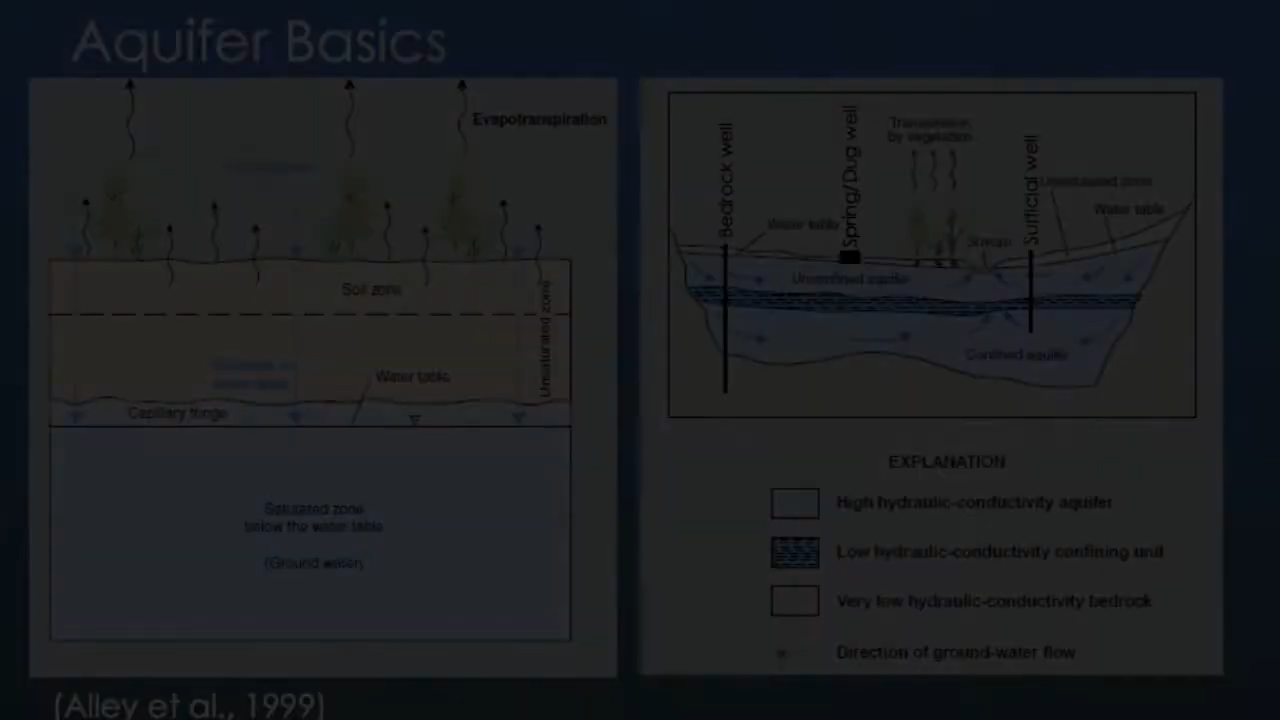 Aquifer Basics
Evapotranspiration
Soil zone
Unsaturated zone
Water table
Capillary fringe
Saturated zone
below the water table
(Ground water)
(Alley et al., 1999)
Bedrock well
Spring/Dug well
Transpiration
by vegetation
Surficial well
Unsaturated zone
Water table
Water table
Stream
Unconfined aquifer
Confined aquifer
EXPLANATION
High hydraulic-conductivity aquifer
Low hydraulic-conductivity confining unit
Very low hydraulic-conductivity bedrock
Direction of ground-water flow